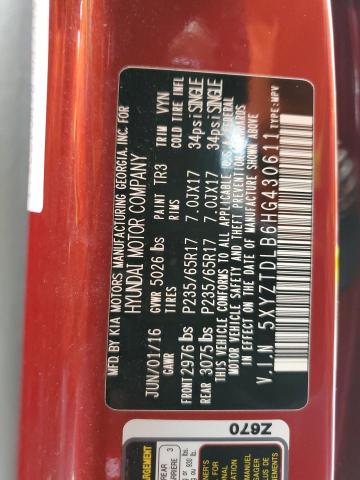 MFD.BY KIA MOTORS MANUFACTURING GEORGIA, INC. FOR
HYUNDAI MOTOR COMPANY
JUN/01/16 GVWR 5026 lbs PAINT TR3 TRIM VYN
GAWR TIRES RIMS COLD TIRE INFL
FRONT 2976 lbs P235/65R17 7.0JX17 34psi SINGLE
REAR 3075 lbs P235/65R17 7.0JX17 34psi SINGLE
THIS VEHICLE CONFORMS TO ALL APPLICABLE U.S. FEDERAL
MOTOR VEHICLE SAFETY AND THEFT PREVENTION STANDARDS
IN EFFECT ON THE DATE OF MANUFACTURE SHOWN ABOVE.
V.I.N 5XYZTDLB6HG430611 TYPE:MPV
Z670
REAR
ARRIERE 3